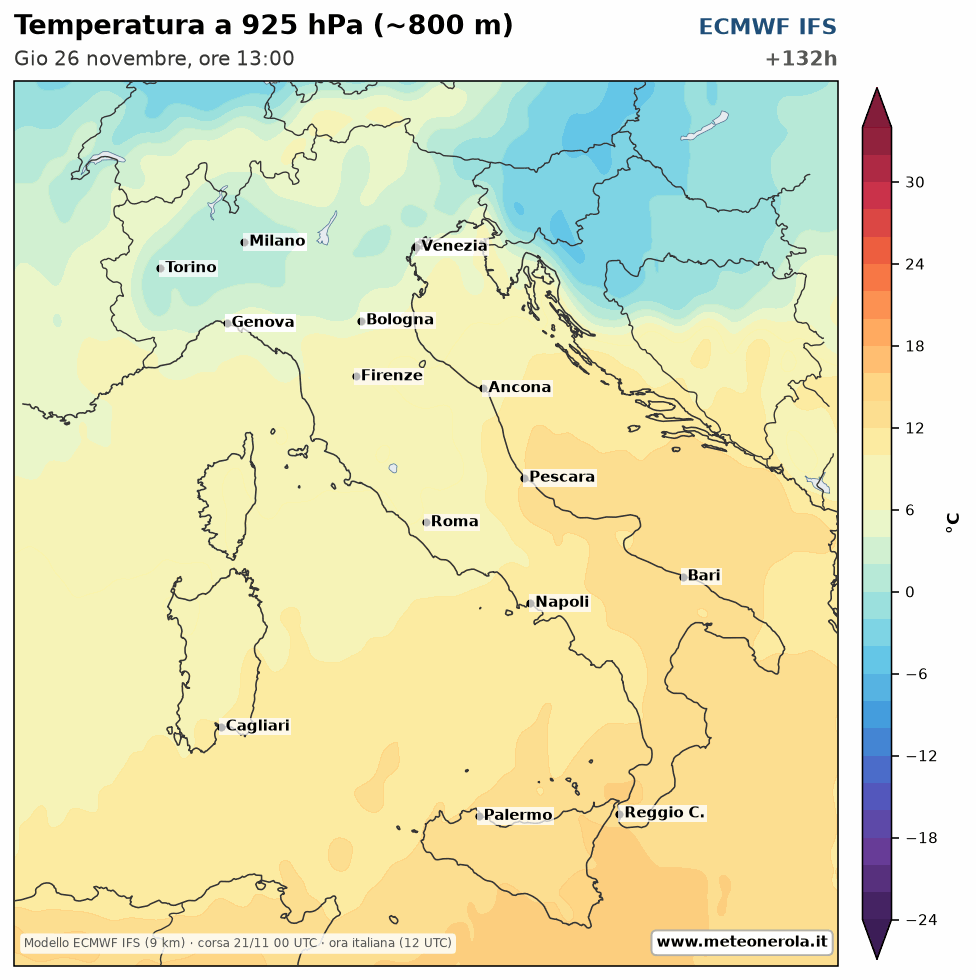 Temperatura a 925 hPa (~800 m)
ECMWF IFS
Gio 26 novembre, ore 13:00
+132h
Milano
Venezia
Torino
Genova
Bologna
Firenze
Ancona
Pescara
Roma
Bari
Napoli
Cagliari
Palermo
Reggio C.
30
24
18
12
6
0
−6
−12
−18
−24
°C
Modello ECMWF IFS (9 km) · corsa 21/11 00 UTC · ora italiana (12 UTC)
www.meteonerola.it